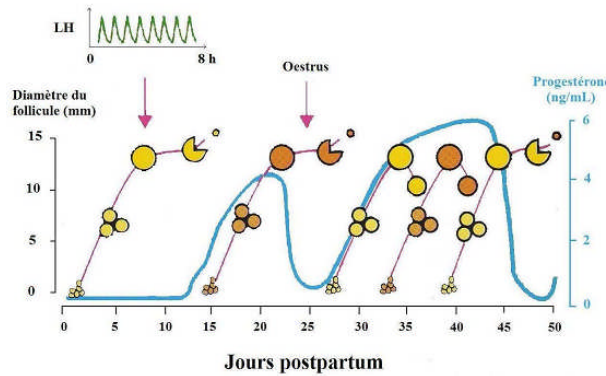 LH
0 8 h
Oestrus
Diamètre du
follicule (mm)
Progestérone
(ng/mL)
15
10
5
0
6
4
2
0
0 5 10 15 20 25 30 35 40 45 50
Jours postpartum